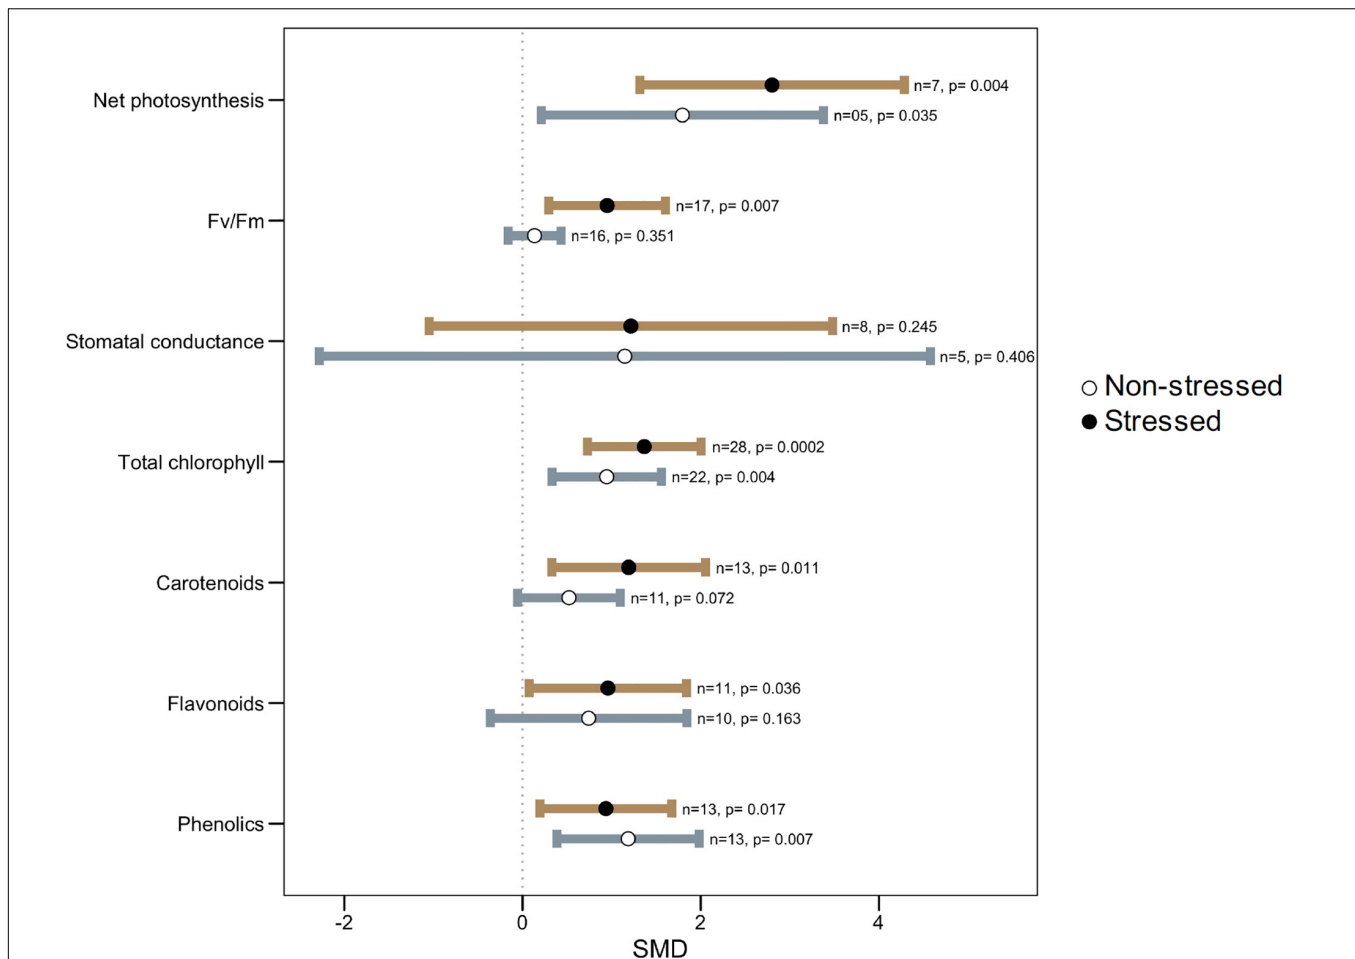 Net photosynthesis
n=7, p= 0.004
n=05, p= 0.035
Fv/Fm
n=17, p= 0.007
n=16, p= 0.351
Stomatal conductance
n=8, p= 0.245
n=5, p= 0.406
Total chlorophyll
n=28, p= 0.0002
n=22, p= 0.004
Carotenoids
n=13, p= 0.011
n=11, p= 0.072
Flavonoids
n=11, p= 0.036
n=10, p= 0.163
Phenolics
n=13, p= 0.017
n=13, p= 0.007
-2 0 2 4
SMD
Non-stressed
Stressed